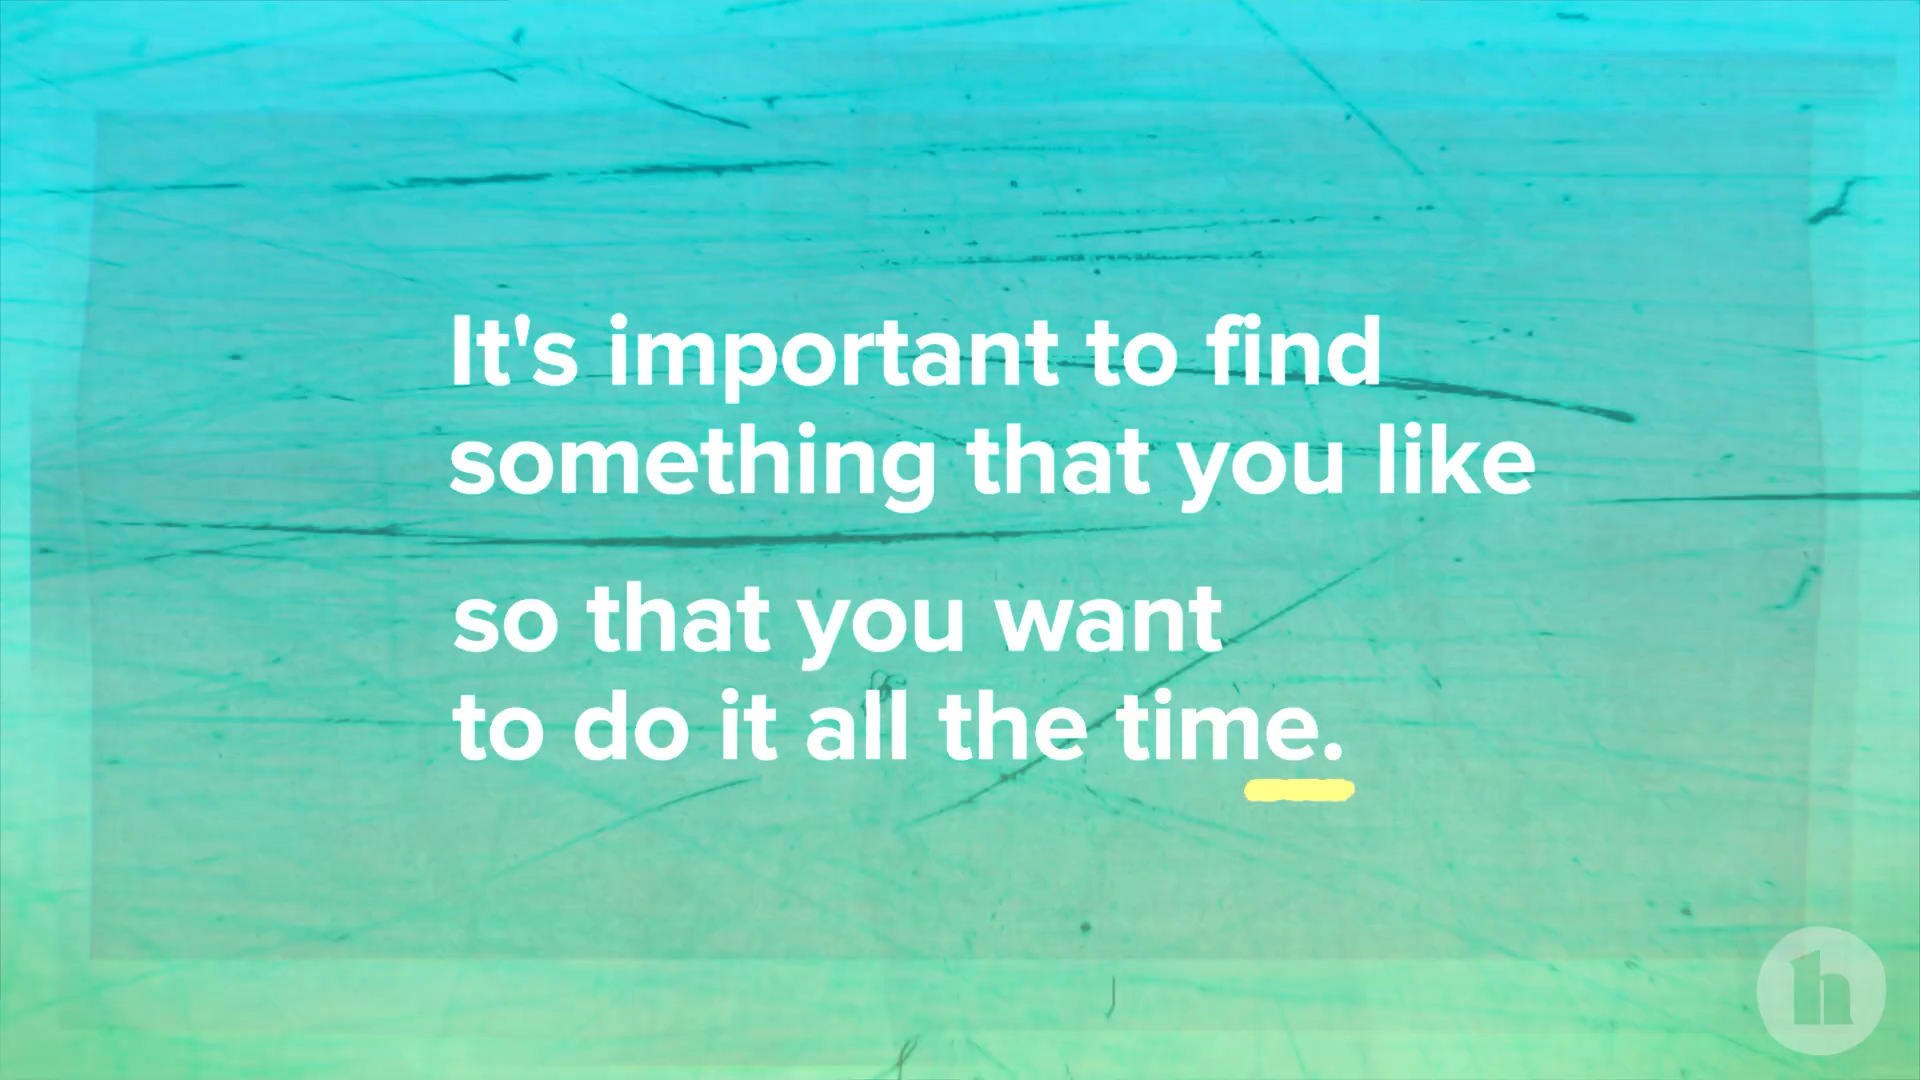 It's important to find
something that you like
so that you want
to do it all the time.
h